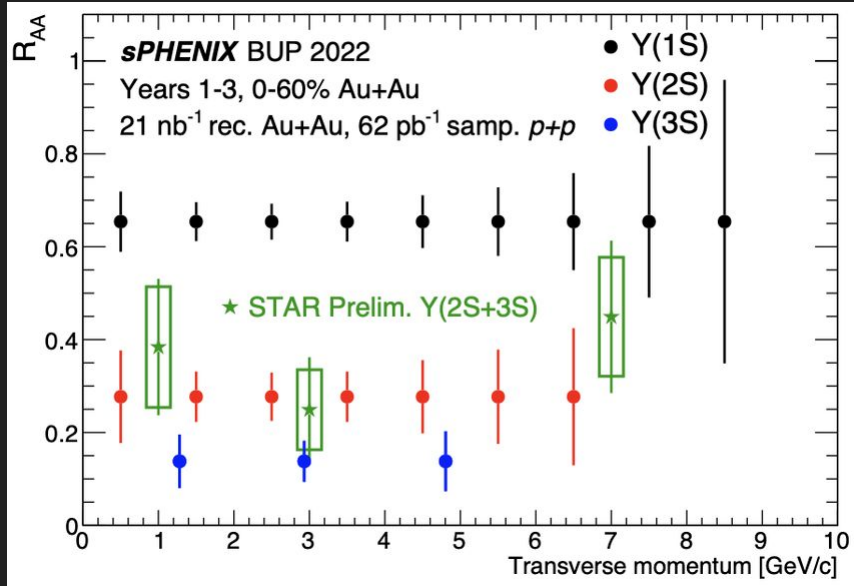 R_AA
sPHENIX BUP 2022
Years 1-3, 0-60% Au+Au
21 nb⁻¹ rec. Au+Au, 62 pb⁻¹ samp. p+p
Υ(1S)
Υ(2S)
Υ(3S)
STAR Prelim. Υ(2S+3S)
1
0.8
0.6
0.4
0.2
0
0 1 2 3 4 5 6 7 8 9 10
Transverse momentum [GeV/c]